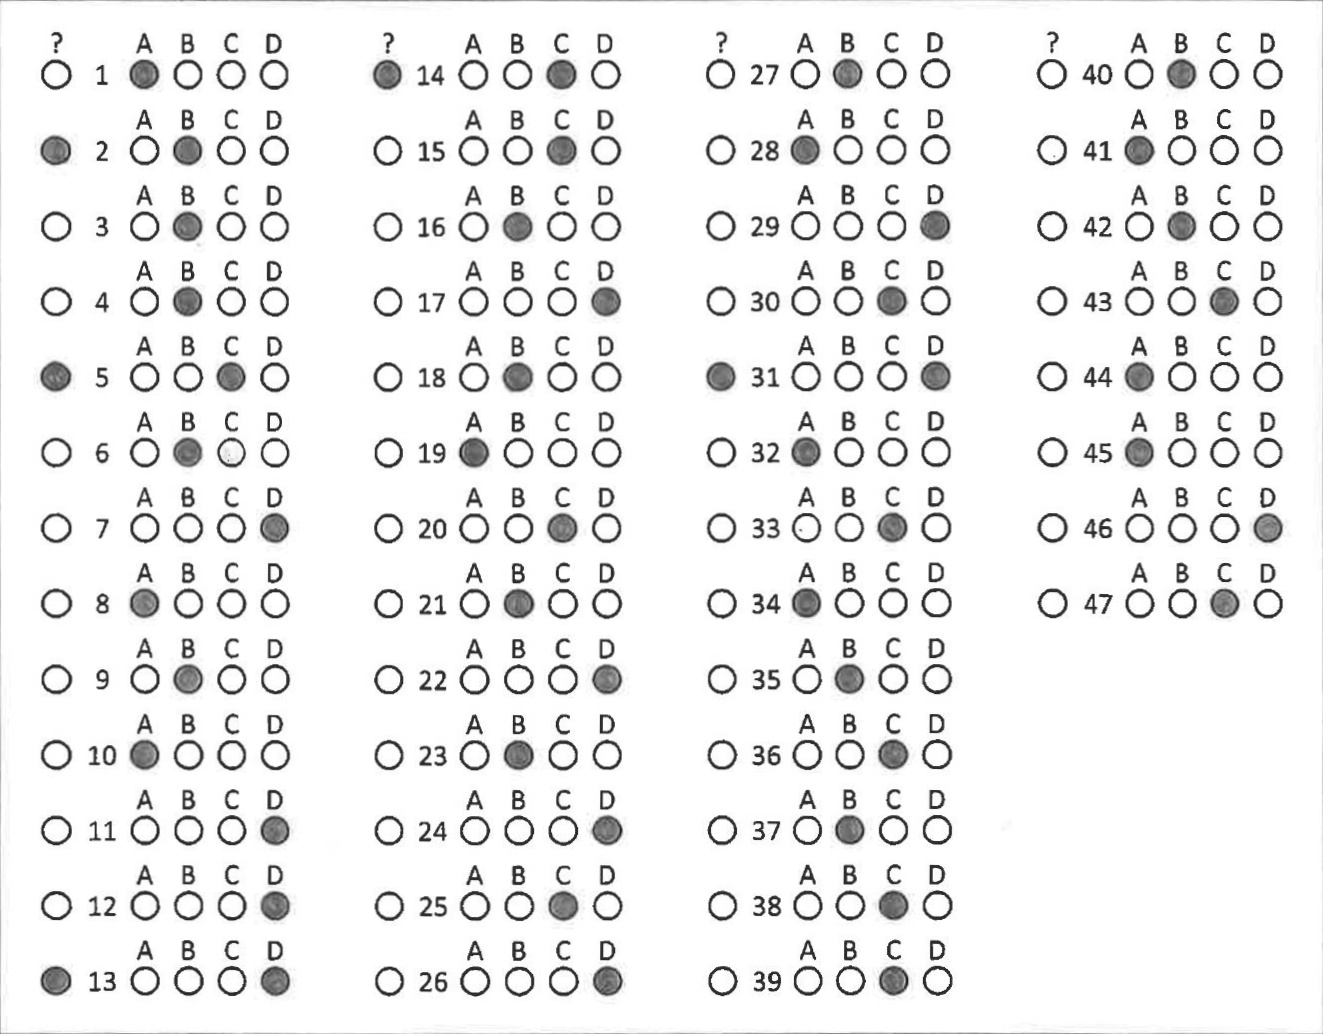 ? A B C D
1
A B C D
2
A B C D
3
A B C D
4
A B C D
5
A B C D
6
A B C D
7
A B C D
8
A B C D
9
A B C D
10
A B C D
11
A B C D
12
A B C D
13
? A B C D
14
A B C D
15
A B C D
16
A B C D
17
A B C D
18
A B C D
19
A B C D
20
A B C D
21
A B C D
22
A B C D
23
A B C D
24
A B C D
25
A B C D
26
? A B C D
27
A B C D
28
A B C D
29
A B C D
30
A B C D
31
A B C D
32
A B C D
33
A B C D
34
A B C D
35
A B C D
36
A B C D
37
A B C D
38
A B C D
39
? A B C D
40
A B C D
41
A B C D
42
A B C D
43
A B C D
44
A B C D
45
A B C D
46
A B C D
47